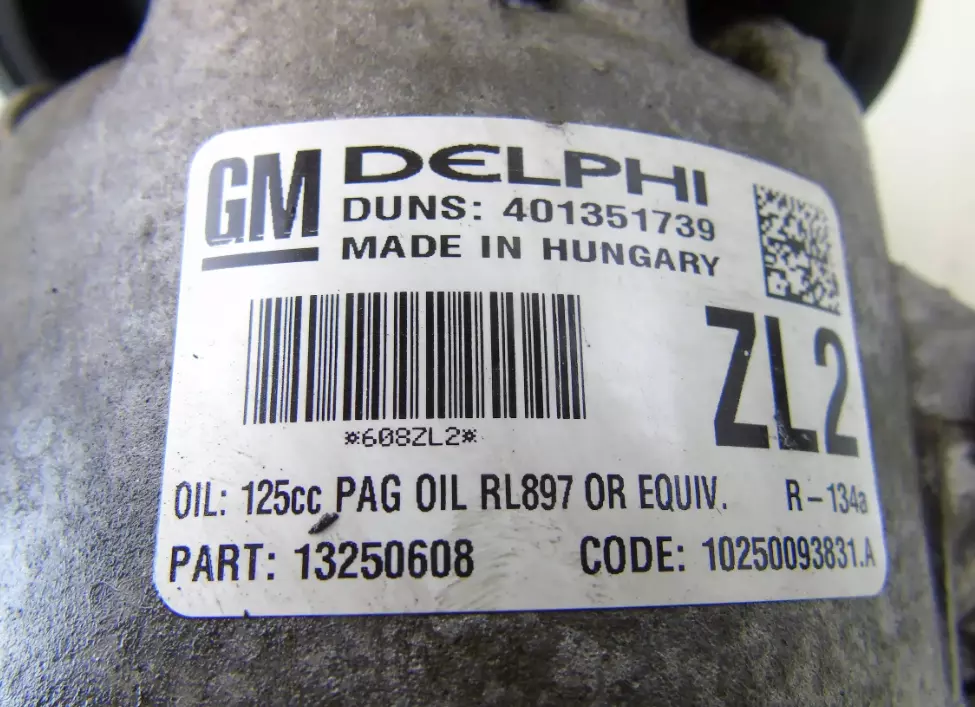 GM DELPHI
DUNS: 401351739
MADE IN HUNGARY
ZL2
*608ZL2*
OIL: 125cc PAG OIL RL897 OR EQUIV. R-134a
PART: 13250608 CODE: 10250093831.A